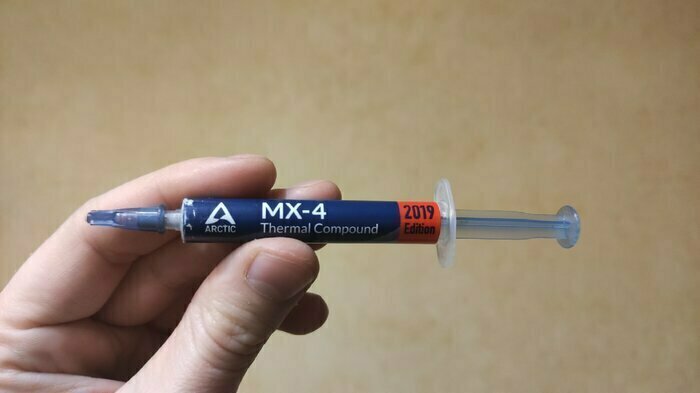 ARCTIC
MX-4
Thermal Compound
2019
Edition